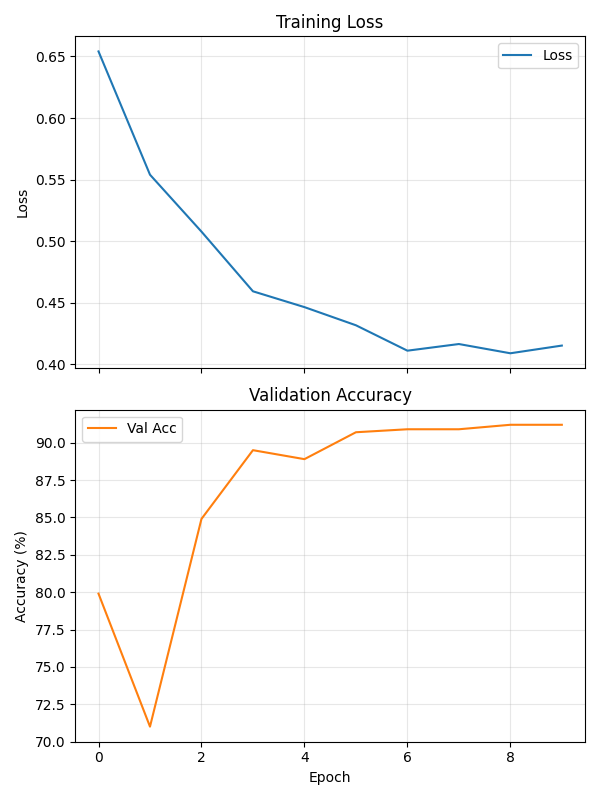 Training Loss
Loss
0.65
0.60
0.55
0.50
0.45
0.40
Loss
Validation Accuracy
Val Acc
90.0
87.5
85.0
82.5
80.0
77.5
75.0
72.5
70.0
Accuracy (%)
0 2 4 6 8
Epoch